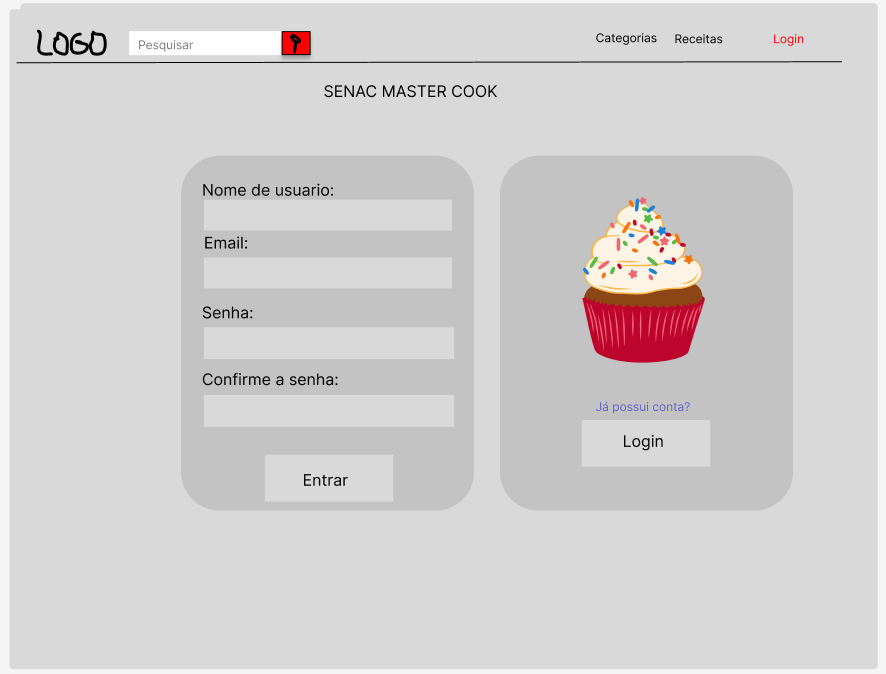 LOGO
Pesquisar
Categorias
Receitas
Login
SENAC MASTER COOK
Nome de usuario:
Email:
Senha:
Confirme a senha:
Entrar
Já possui conta?
Login